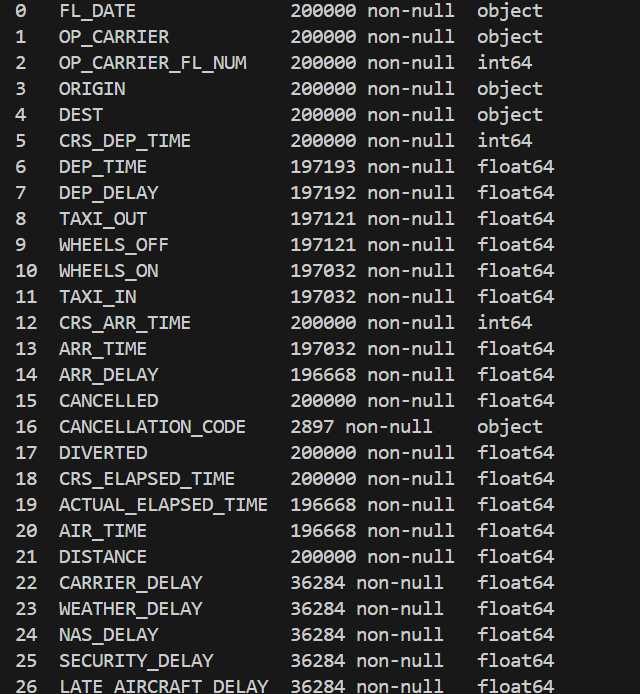 0 FL_DATE 200000 non-null object
1 OP_CARRIER 200000 non-null object
2 OP_CARRIER_FL_NUM 200000 non-null int64
3 ORIGIN 200000 non-null object
4 DEST 200000 non-null object
5 CRS_DEP_TIME 200000 non-null int64
6 DEP_TIME 197193 non-null float64
7 DEP_DELAY 197192 non-null float64
8 TAXI_OUT 197121 non-null float64
9 WHEELS_OFF 197121 non-null float64
10 WHEELS_ON 197032 non-null float64
11 TAXI_IN 197032 non-null float64
12 CRS_ARR_TIME 200000 non-null int64
13 ARR_TIME 197032 non-null float64
14 ARR_DELAY 196668 non-null float64
15 CANCELLED 200000 non-null float64
16 CANCELLATION_CODE 2897 non-null object
17 DIVERTED 200000 non-null float64
18 CRS_ELAPSED_TIME 200000 non-null float64
19 ACTUAL_ELAPSED_TIME 196668 non-null float64
20 AIR_TIME 196668 non-null float64
21 DISTANCE 200000 non-null float64
22 CARRIER_DELAY 36284 non-null float64
23 WEATHER_DELAY 36284 non-null float64
24 NAS_DELAY 36284 non-null float64
25 SECURITY_DELAY 36284 non-null float64
26 LATE_AIRCRAFT_DELAY 36284 non-null float64